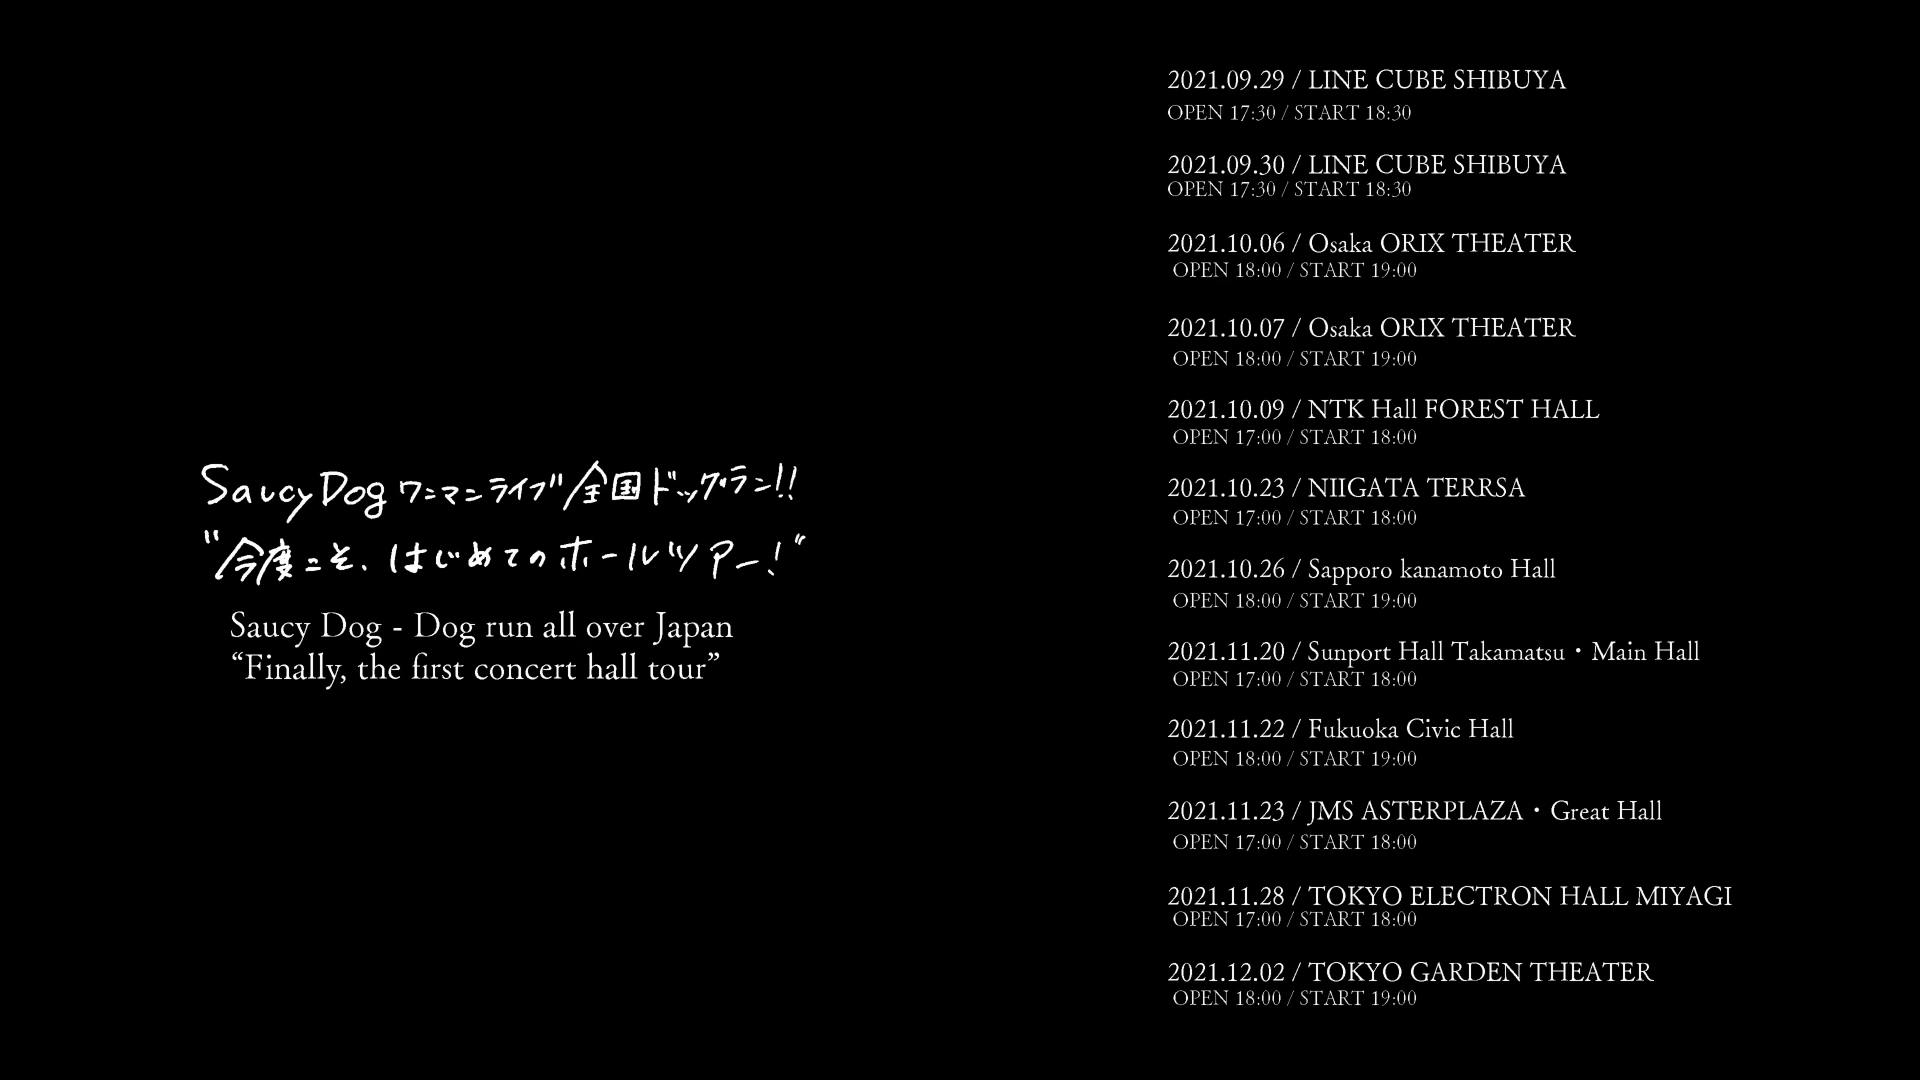 Saucy Dog ワンマンライブ"全国ドッグラン!!
"今度こそ、はじめてのホールツアー!"
Saucy Dog - Dog run all over Japan
“Finally, the first concert hall tour”
2021.09.29 / LINE CUBE SHIBUYA
OPEN 17:30 / START 18:30
2021.09.30 / LINE CUBE SHIBUYA
OPEN 17:30 / START 18:30
2021.10.06 / Osaka ORIX THEATER
OPEN 18:00 / START 19:00
2021.10.07 / Osaka ORIX THEATER
OPEN 18:00 / START 19:00
2021.10.09 / NTK Hall FOREST HALL
OPEN 17:00 / START 18:00
2021.10.23 / NIIGATA TERRSA
OPEN 17:00 / START 18:00
2021.10.26 / Sapporo kanamoto Hall
OPEN 18:00 / START 19:00
2021.11.20 / Sunport Hall Takamatsu・Main Hall
OPEN 17:00 / START 18:00
2021.11.22 / Fukuoka Civic Hall
OPEN 18:00 / START 19:00
2021.11.23 / JMS ASTERPLAZA・Great Hall
OPEN 17:00 / START 18:00
2021.11.28 / TOKYO ELECTRON HALL MIYAGI
OPEN 17:00 / START 18:00
2021.12.02 / TOKYO GARDEN THEATER
OPEN 18:00 / START 19:00